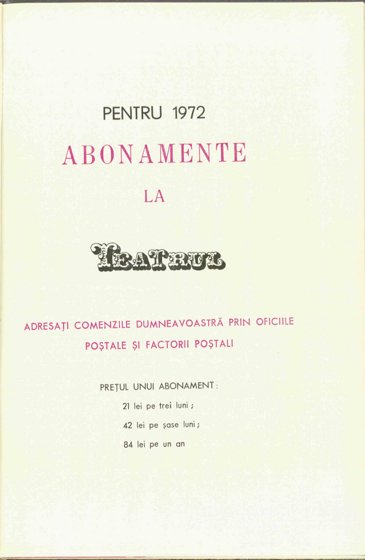 PENTRU 1972
ABONAMENTE
LA
TEATRUL
ADRESAȚI COMENZILE DUMNEAVOASTRĂ PRIN OFICIILE
POȘTALE ȘI FACTORII POȘTALI
PREȚUL UNUI ABONAMENT :
21 lei pe trei luni ;
42 lei pe șase luni ;
84 lei pe un an